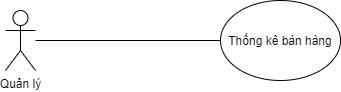 Thống kê bán hàng
Quản lý